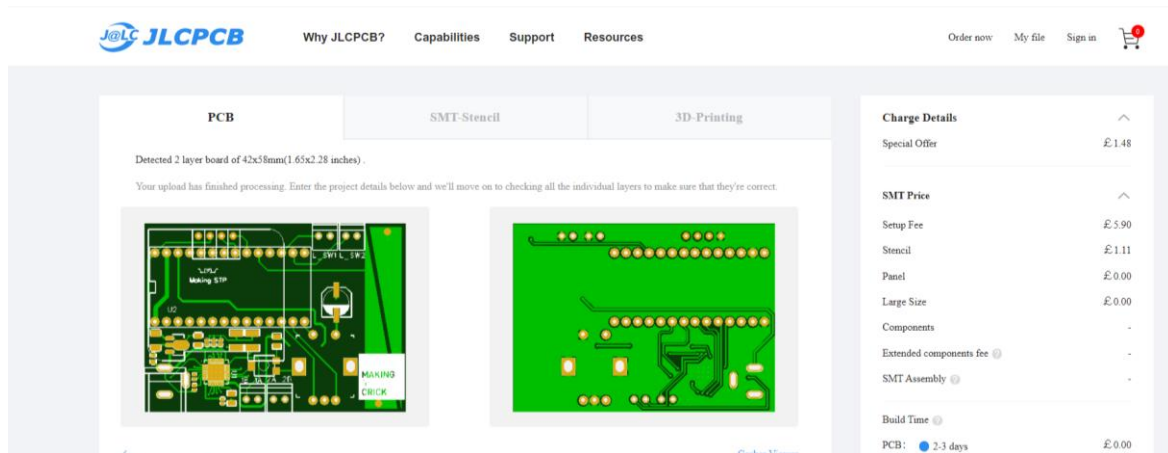 J@LC JLCPCB
Why JLCPCB? Capabilities Support Resources
Order now My file Sign in 0
PCB SMT-Stencil 3D-Printing
Detected 2 layer board of 42x58mm(1.65x2.28 inches) .
Your upload has finished processing. Enter the project details below and we'll move on to checking all the individual layers to make sure that they're correct.
L_SW1 L_SW2
Making STP
U2
MAKING
CRICK
Charge Details
Special Offer £1.48
SMT Price
Setup Fee £5.90
Stencil £1.11
Panel £0.00
Large Size £0.00
Components -
Extended components fee -
SMT Assembly -
Build Time
PCB: 2-3 days £0.00